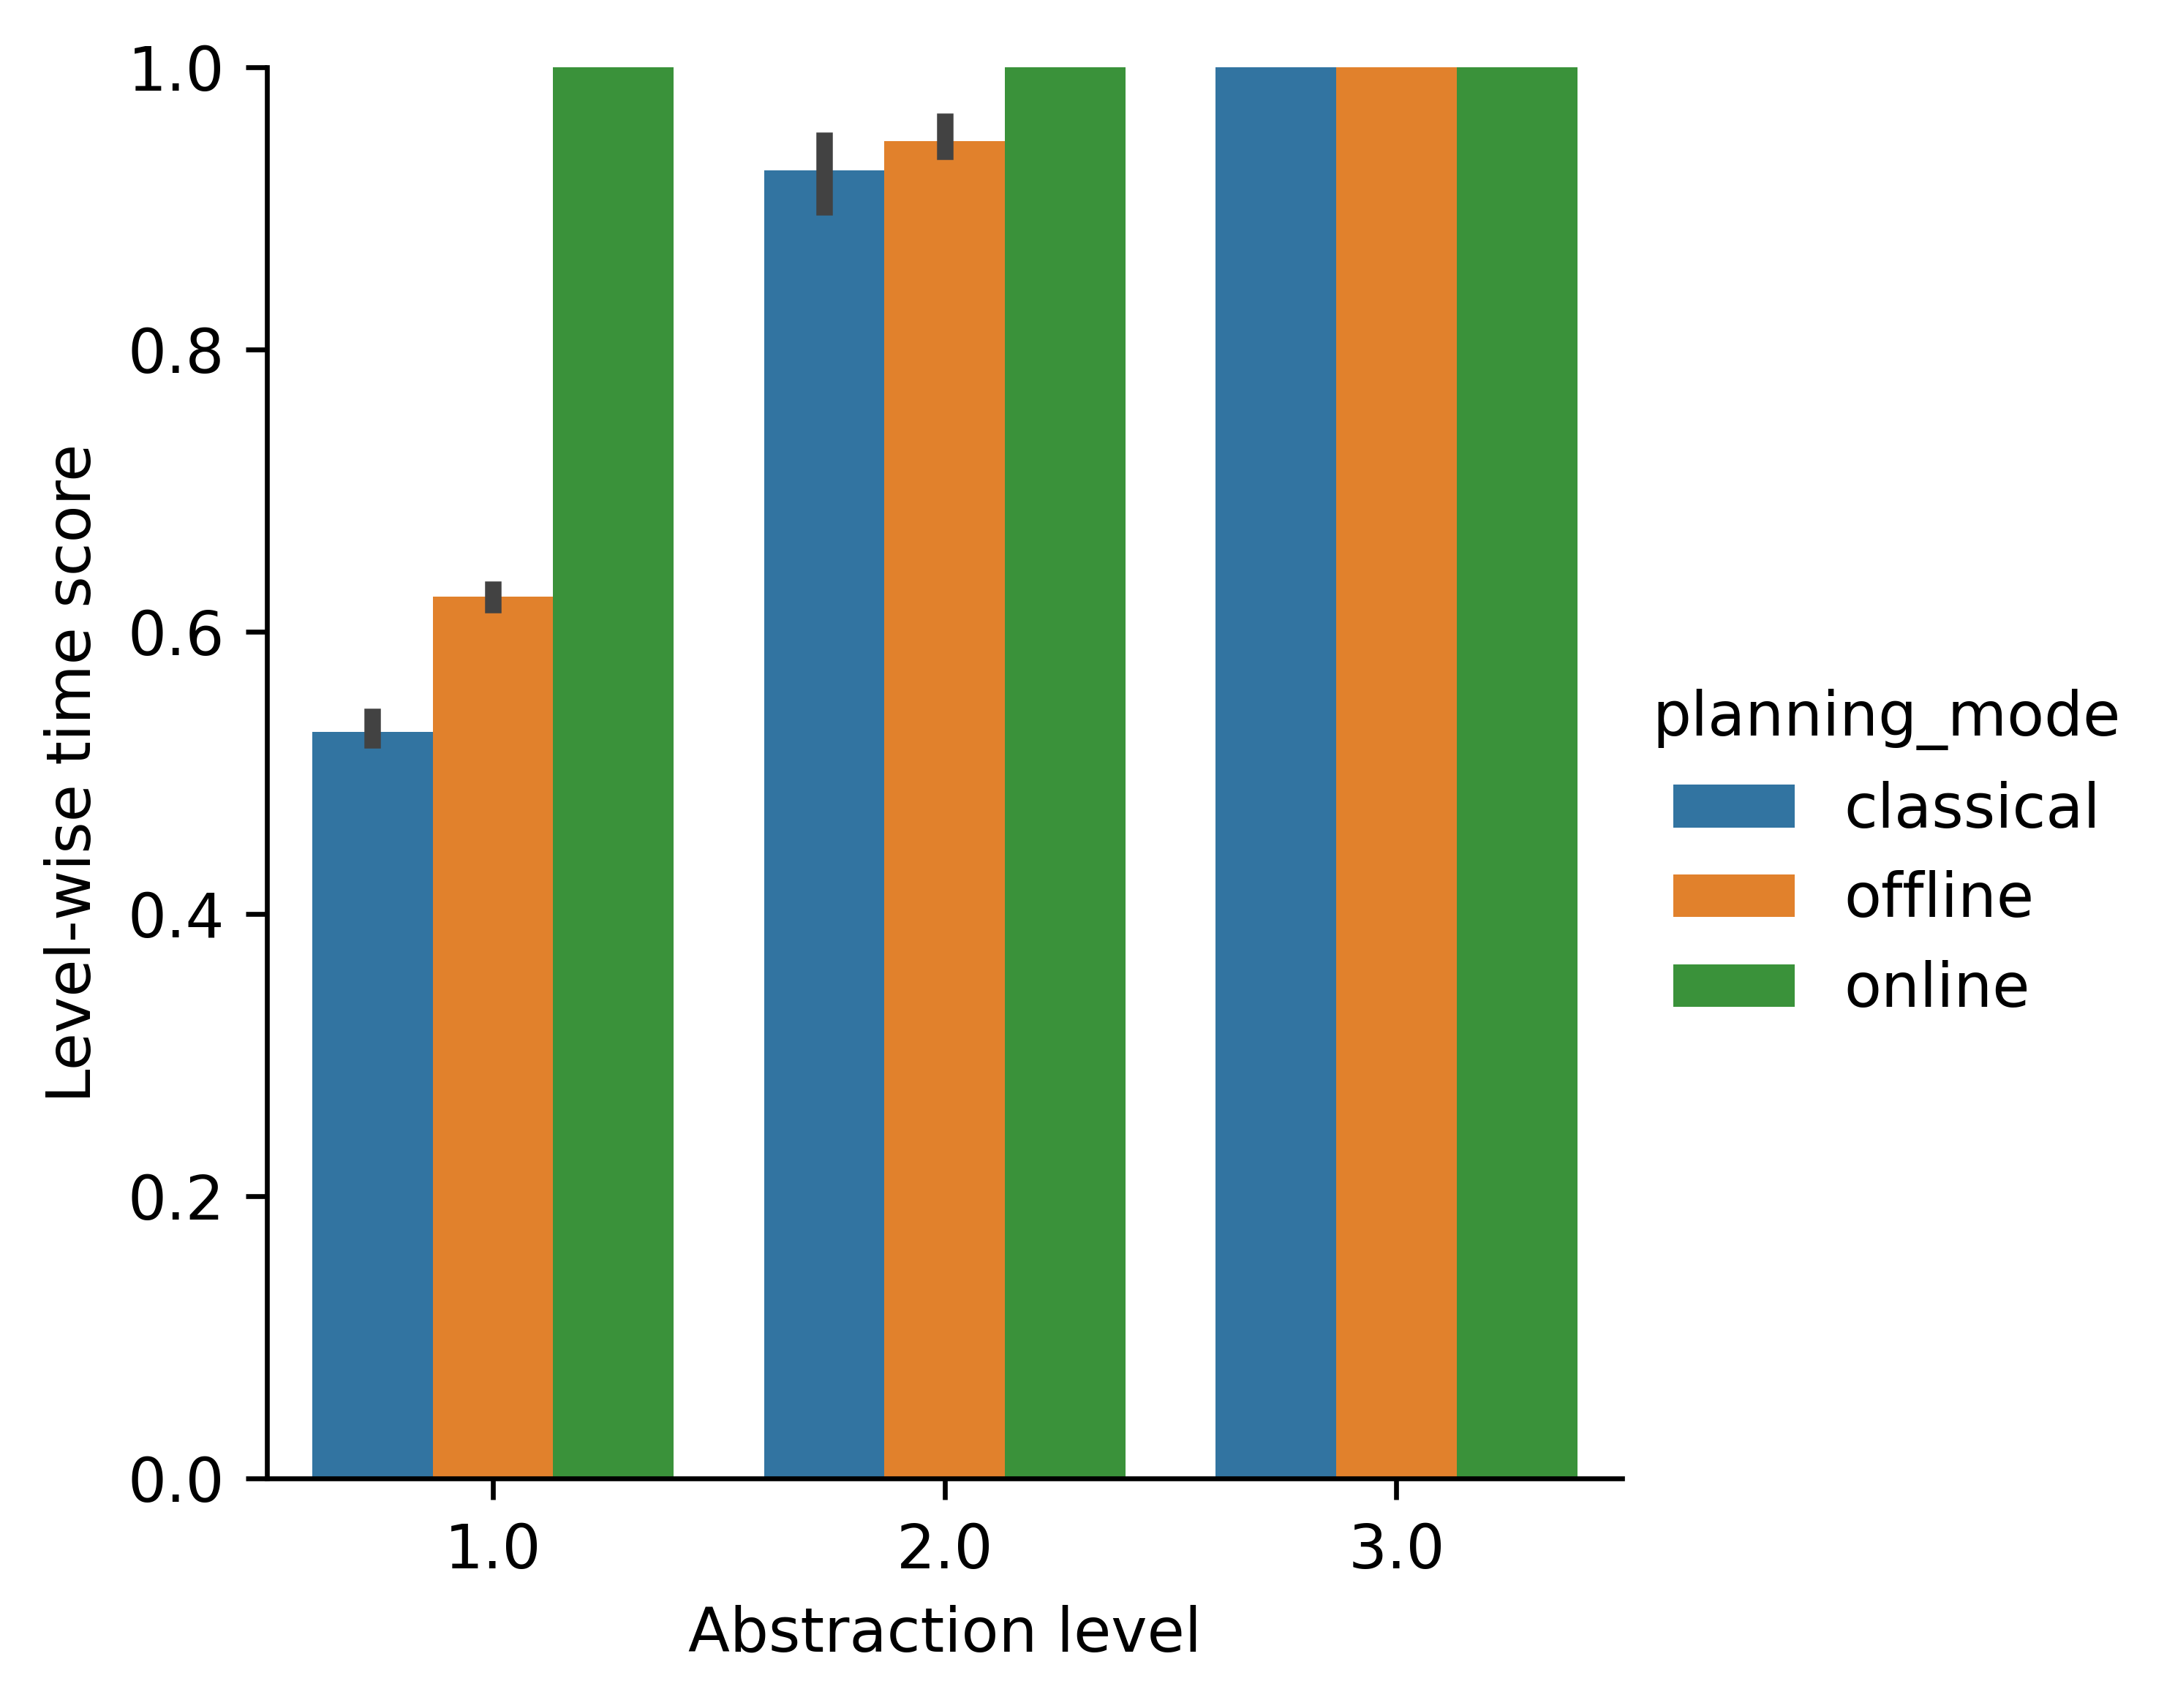 1.0
0.8
0.6
0.4
0.2
0.0
Level-wise time score
1.0 2.0 3.0
Abstraction level
planning_mode
classical
offline
online